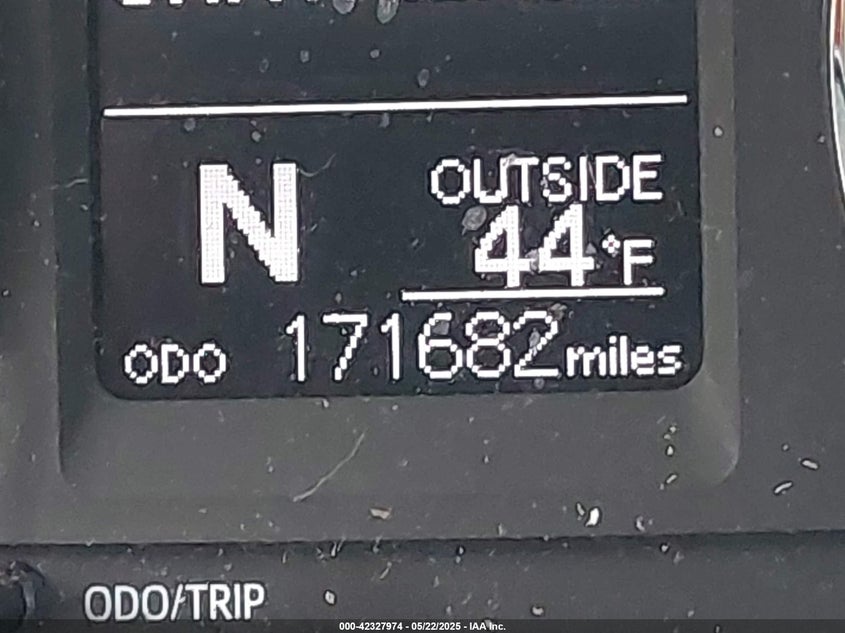 N
OUTSIDE
44°F
ODO 171682 miles
ODO/TRIP
000-42327974 - 05/22/2025 - IAA Inc.